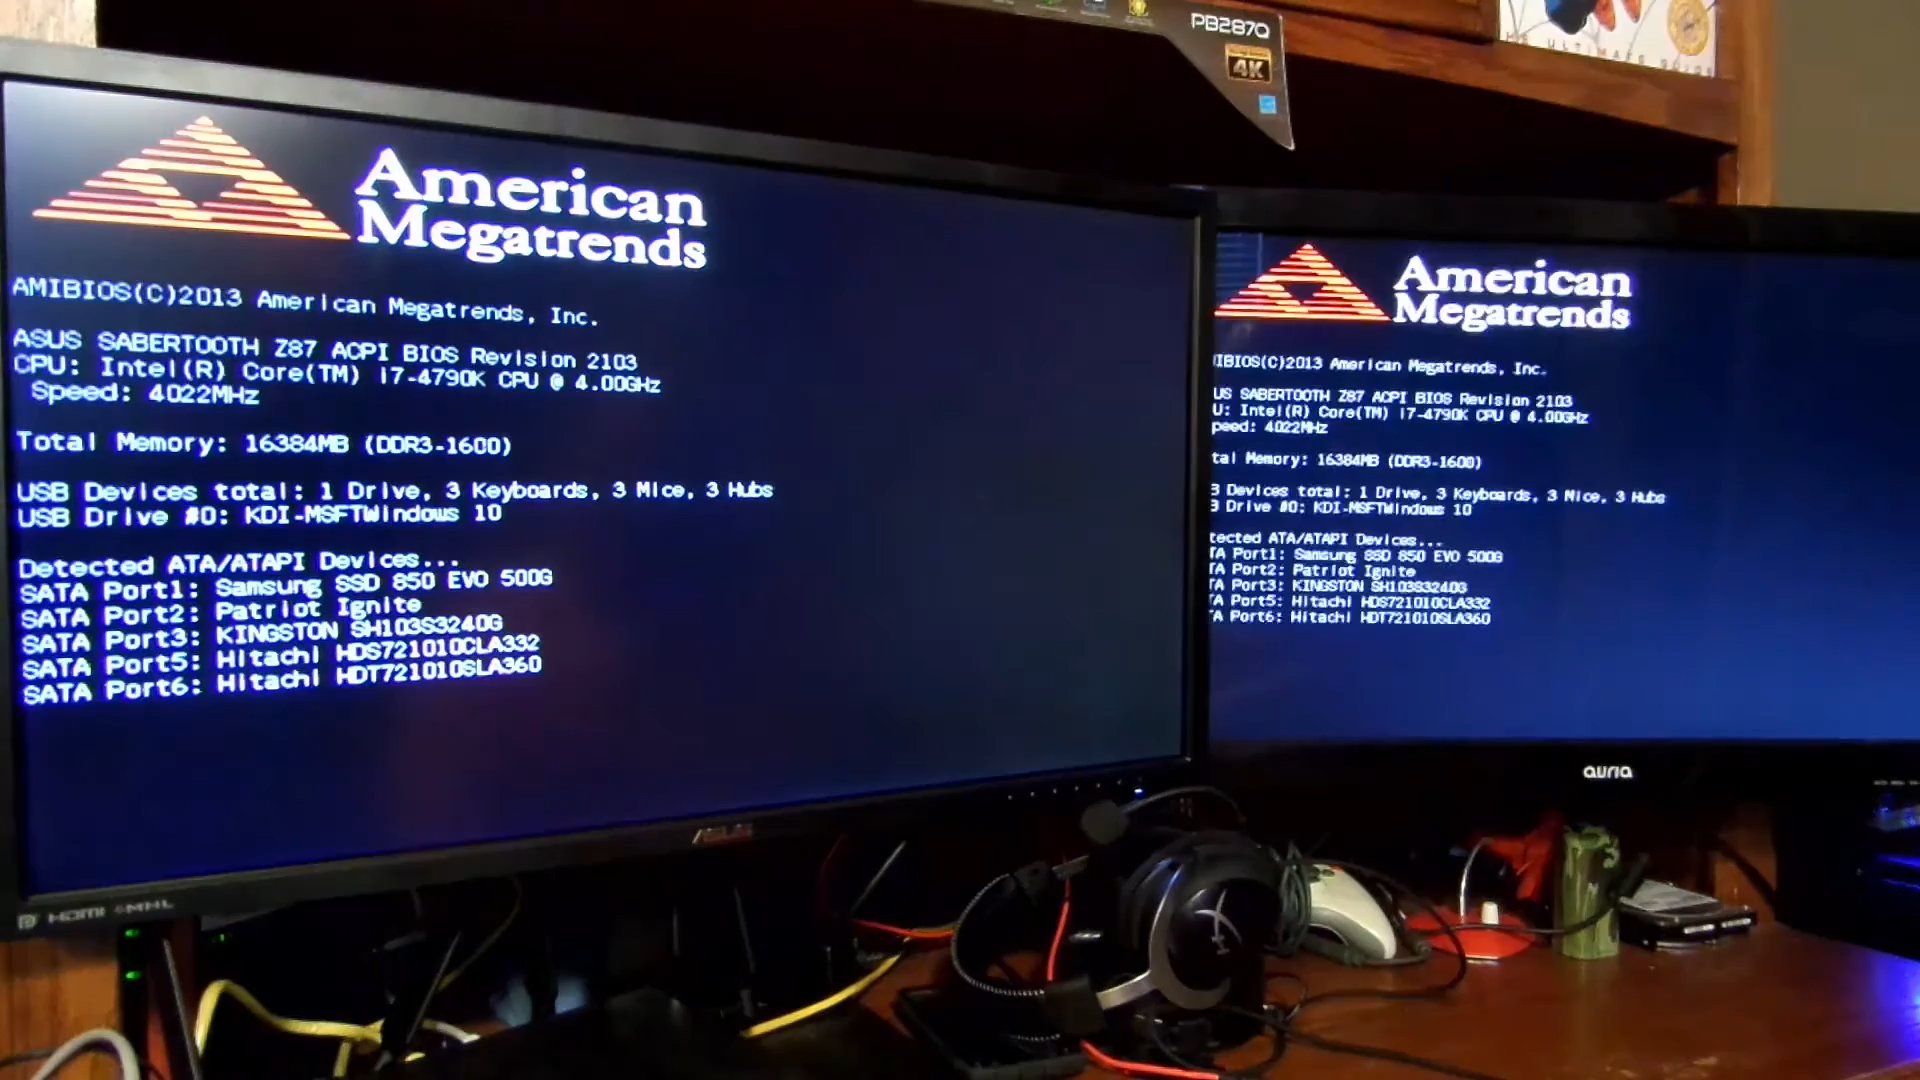 PB287Q
4K
American
Megatrends
AMIBIOS(C)2013 American Megatrends, Inc.
ASUS SABERTOOTH Z87 ACPI BIOS Revision 2103
CPU: Intel(R) Core(TM) i7-4790K CPU @ 4.00GHz
Speed: 4022MHz
Total Memory: 16384MB (DDR3-1600)
USB Devices total: 1 Drive, 3 Keyboards, 3 Mice, 3 Hubs
USB Drive #0: KDI-MSFTWindows 10
Detected ATA/ATAPI Devices...
SATA Port1: Samsung SSD 850 EVO 500G
SATA Port2: Patriot Ignite
SATA Port3: KINGSTON SH103S3240G
SATA Port5: Hitachi HDS721010CLA332
SATA Port6: Hitachi HDT721010SLA360
ASUS
HDMI
American
Megatrends
IBIOS(C)2013 American Megatrends, Inc.
US SABERTOOTH Z87 ACPI BIOS Revision 2103
U: Intel(R) Core(TM) i7-4790K CPU @ 4.00GHz
peed: 4022MHz
tal Memory: 16384MB (DDR3-1600)
B Devices total: 1 Drive, 3 Keyboards, 3 Mice, 3 Hubs
B Drive #0: KDI-MSFTWindows 10
tected ATA/ATAPI Devices...
TA Port1: Samsung SSD 850 EVO 500G
TA Port2: Patriot Ignite
TA Port3: KINGSTON SH103S3240G
TA Port5: Hitachi HDS721010CLA332
TA Port6: Hitachi HDT721010SLA360
auria